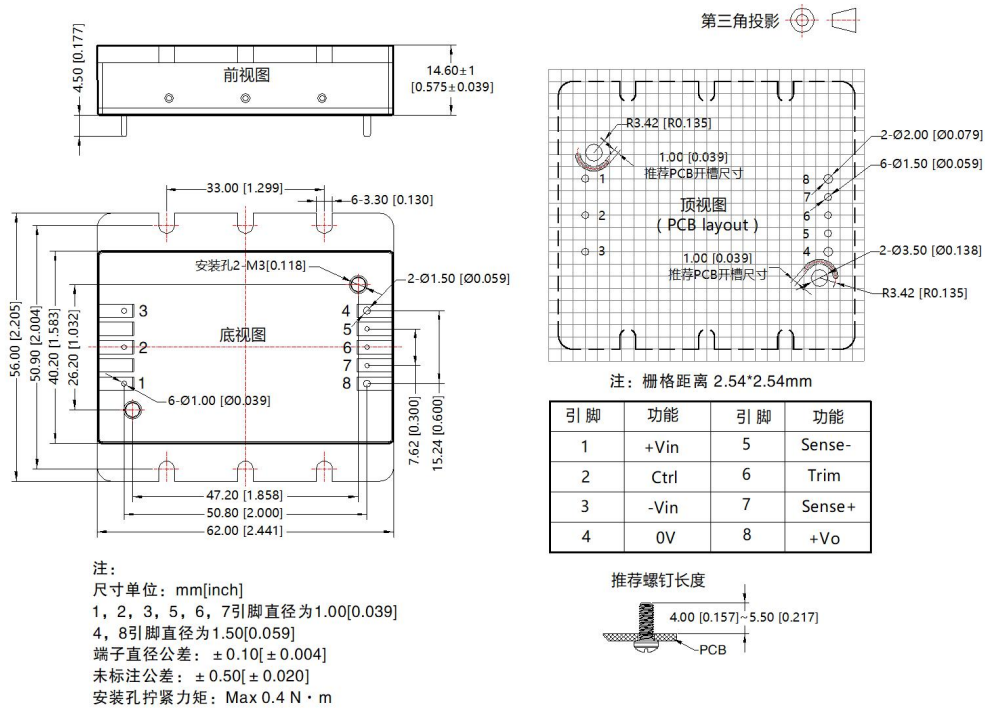 第三角投影
4.50 [0.177]
前视图
14.60±1
[0.575±0.039]
R3.42 [R0.135]
1.00 [0.039]
推荐PCB开槽尺寸
2-Ø2.00 [Ø0.079]
6-Ø1.50 [Ø0.059]
1
2
3
8
7
6
5
4
顶视图
( PCB layout )
1.00 [0.039]
推荐PCB开槽尺寸
2-Ø3.50 [Ø0.138]
R3.42 [R0.135]
注：栅格距离 2.54*2.54mm
33.00 [1.299]
6-3.30 [0.130]
安装孔2-M3[0.118]
2-Ø1.50 [Ø0.059]
56.00 [2.205]
50.90 [2.004]
40.20 [1.583]
26.20 [1.032]
3
2
1
底视图
4
5
6
7
8
6-Ø1.00 [Ø0.039]
7.62 [0.300]
15.24 [0.600]
47.20 [1.858]
50.80 [2.000]
62.00 [2.441]
引脚 功能 引脚 功能
1 +Vin 5 Sense-
2 Ctrl 6 Trim
3 -Vin 7 Sense+
4 0V 8 +Vo
注：
尺寸单位：mm[inch]
1，2，3，5，6，7引脚直径为1.00[0.039]
4，8引脚直径为1.50[0.059]
端子直径公差：±0.10[±0.004]
未标注公差：±0.50[±0.020]
安装孔拧紧力矩：Max 0.4 N・m
推荐螺钉长度
4.00 [0.157]~5.50 [0.217]
PCB